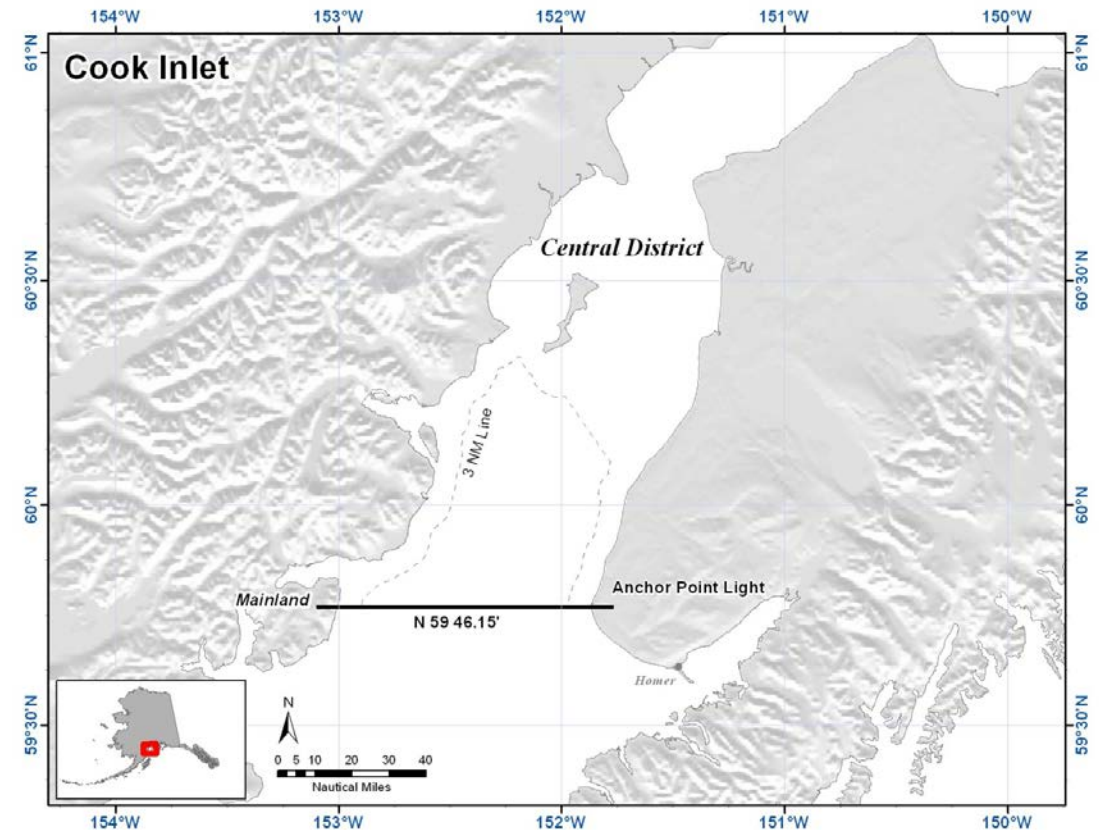 154°W 153°W 152°W 151°W 150°W
61°N 61°N
Cook Inlet
Central District
60°30'N 60°30'N
3 NM Line
60°N 60°N
Anchor Point Light
Mainland
N 59 46.15'
Homer
N
59°30'N 59°30'N
0 5 10 20 30 40
Nautical Miles
154°W 153°W 152°W 151°W 150°W